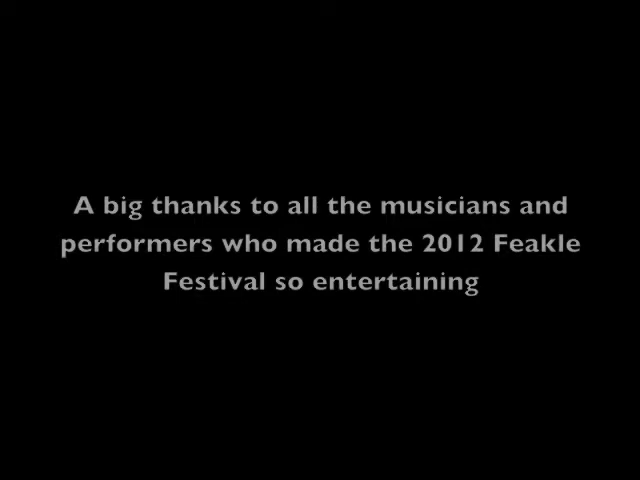 A big thanks to all the musicians and
performers who made the 2012 Feakle
Festival so entertaining